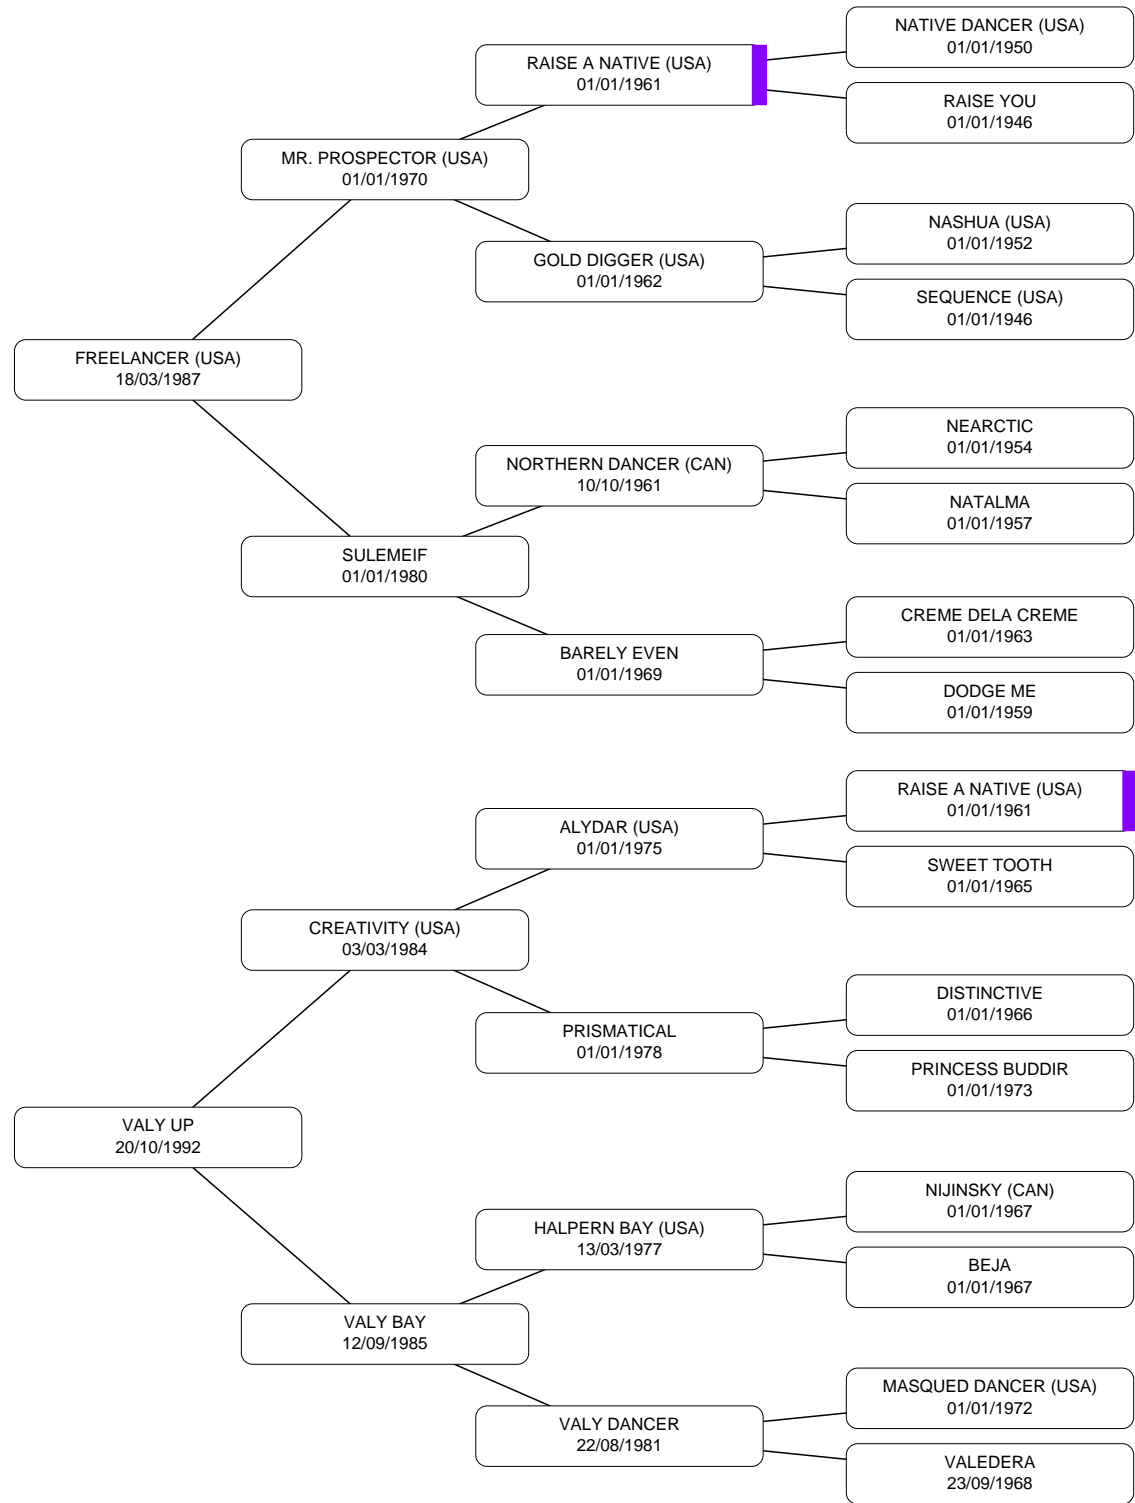 NATIVE DANCER (USA)
01/01/1950
RAISE A NATIVE (USA)
01/01/1961
RAISE YOU
01/01/1946
MR. PROSPECTOR (USA)
01/01/1970
NASHUA (USA)
01/01/1952
GOLD DIGGER (USA)
01/01/1962
SEQUENCE (USA)
01/01/1946
FREELANCER (USA)
18/03/1987
NEARCTIC
01/01/1954
NORTHERN DANCER (CAN)
10/10/1961
NATALMA
01/01/1957
SULEMEIF
01/01/1980
CREME DELA CREME
01/01/1963
BARELY EVEN
01/01/1969
DODGE ME
01/01/1959
RAISE A NATIVE (USA)
01/01/1961
ALYDAR (USA)
01/01/1975
SWEET TOOTH
01/01/1965
CREATIVITY (USA)
03/03/1984
DISTINCTIVE
01/01/1966
PRISMATICAL
01/01/1978
PRINCESS BUDDIR
01/01/1973
VALY UP
20/10/1992
NIJINSKY (CAN)
01/01/1967
HALPERN BAY (USA)
13/03/1977
BEJA
01/01/1967
VALY BAY
12/09/1985
MASQUED DANCER (USA)
01/01/1972
VALY DANCER
22/08/1981
VALEDERA
23/09/1968